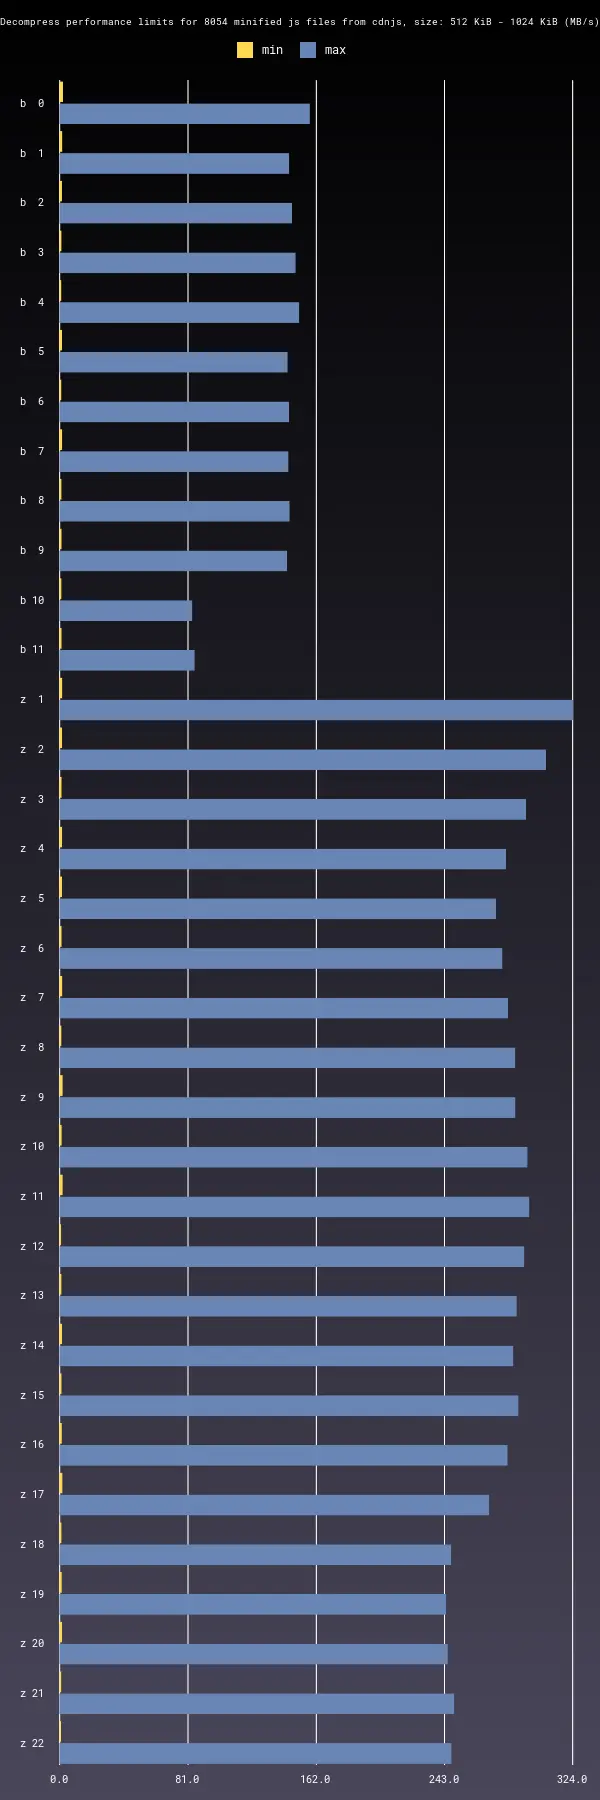 Decompress performance limits for 8054 minified js files from cdnjs, size: 512 KiB - 1024 KiB (MB/s)
min max
b 0
b 1
b 2
b 3
b 4
b 5
b 6
b 7
b 8
b 9
b 10
b 11
z 1
z 2
z 3
z 4
z 5
z 6
z 7
z 8
z 9
z 10
z 11
z 12
z 13
z 14
z 15
z 16
z 17
z 18
z 19
z 20
z 21
z 22
0.0 81.0 162.0 243.0 324.0